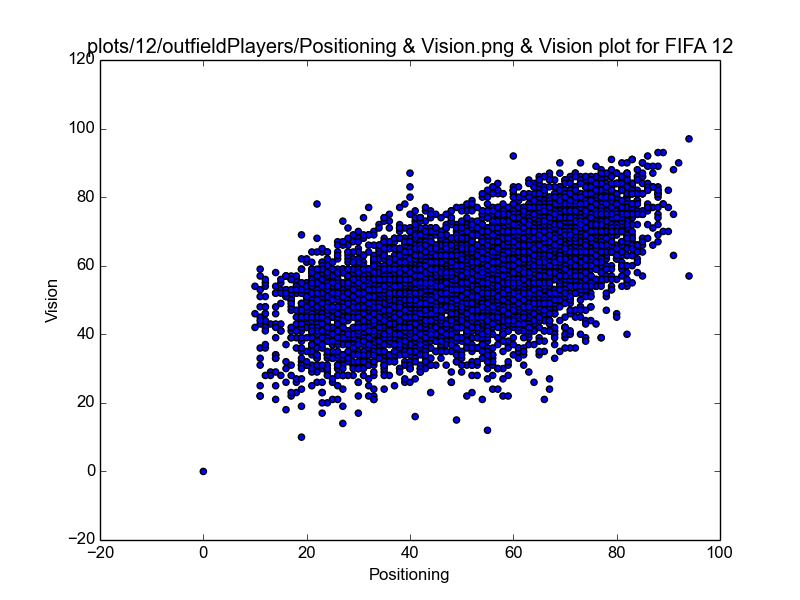 plots/12/outfieldPlayers/Positioning & Vision.png & Vision plot for FIFA 12
120
100
80
60
40
20
0
−20
−20 0 20 40 60 80 100
Vision
Positioning